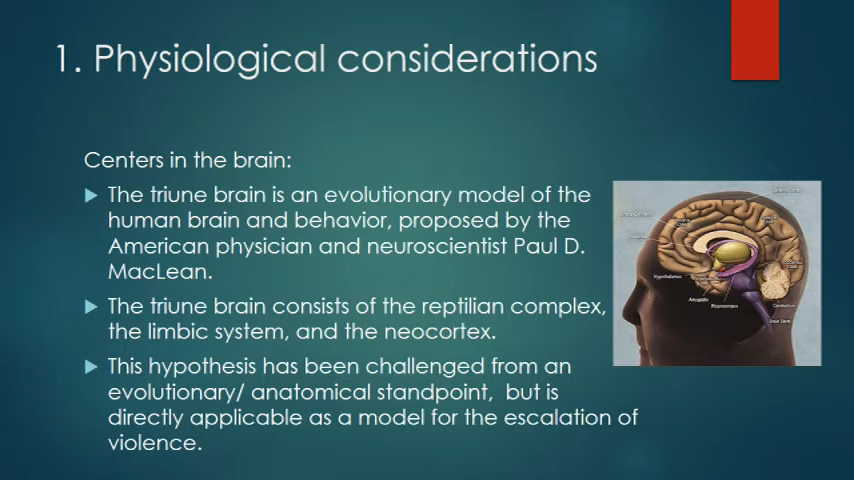 1. Physiological considerations
Centers in the brain:
The triune brain is an evolutionary model of the
human brain and behavior, proposed by the
American physician and neuroscientist Paul D.
MacLean.
The triune brain consists of the reptilian complex,
the limbic system, and the neocortex.
This hypothesis has been challenged from an
evolutionary/ anatomical standpoint,  but is
directly applicable as a model for the escalation of
violence.
Hypothalamus
Amygdala
Hippocampus
Cerebellum
Brain Stem